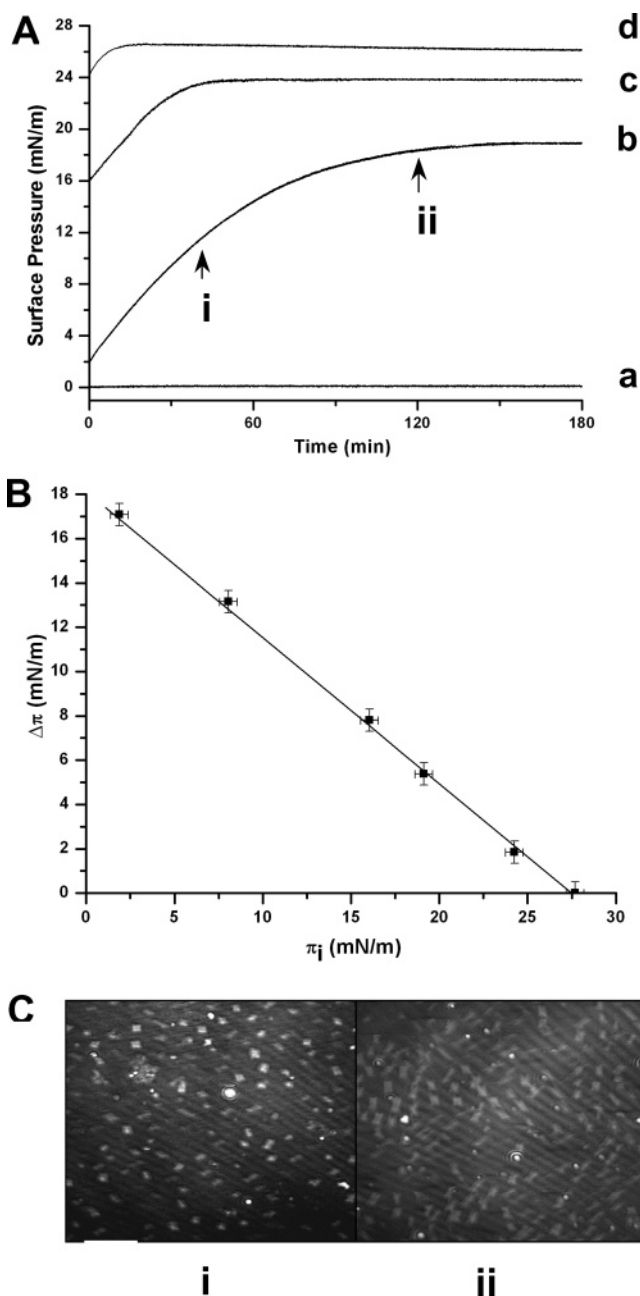 A
Surface Pressure (mN/m)
28
24
20
16
12
8
4
0
0 60 120 180
Time (min)
d
c
b
a
i
ii
B
Δπ (mN/m)
18
16
14
12
10
8
6
4
2
0
0 5 10 15 20 25 30
πi (mN/m)
C
i ii